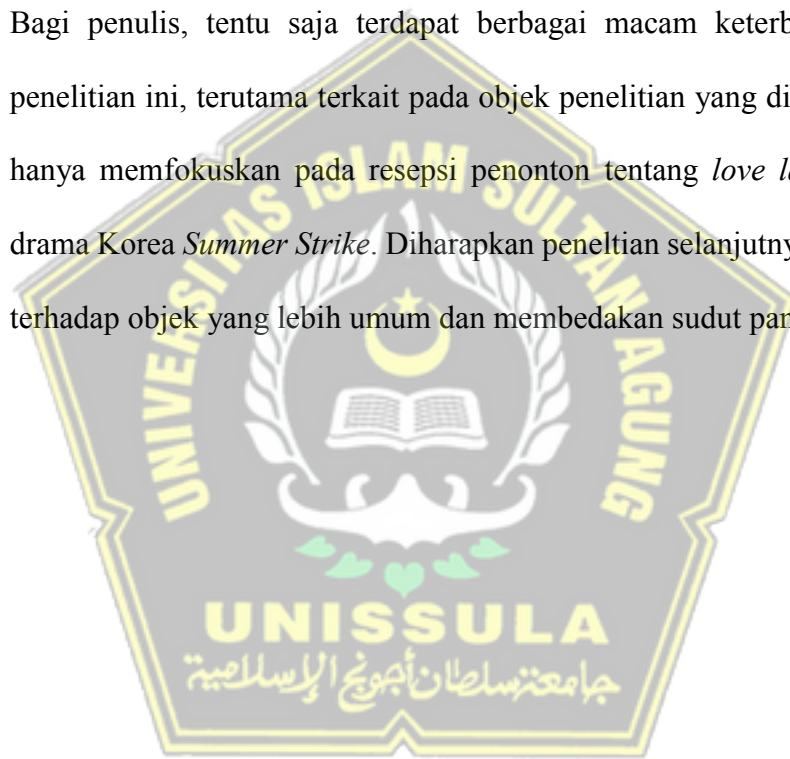 Bagi penulis, tentu saja terdapat berbagai macam keterb
penelitian ini, terutama terkait pada objek penelitian yang di
hanya memfokuskan pada resepsi penonton tentang love l
drama Korea Summer Strike. Diharapkan peneltian selanjutny
terhadap objek yang lebih umum dan membedakan sudut pan
UNIVERSITAS ISLAM SULTAN AGUNG
UNISSULA
جامعة سلطان أجونج الإسلامية